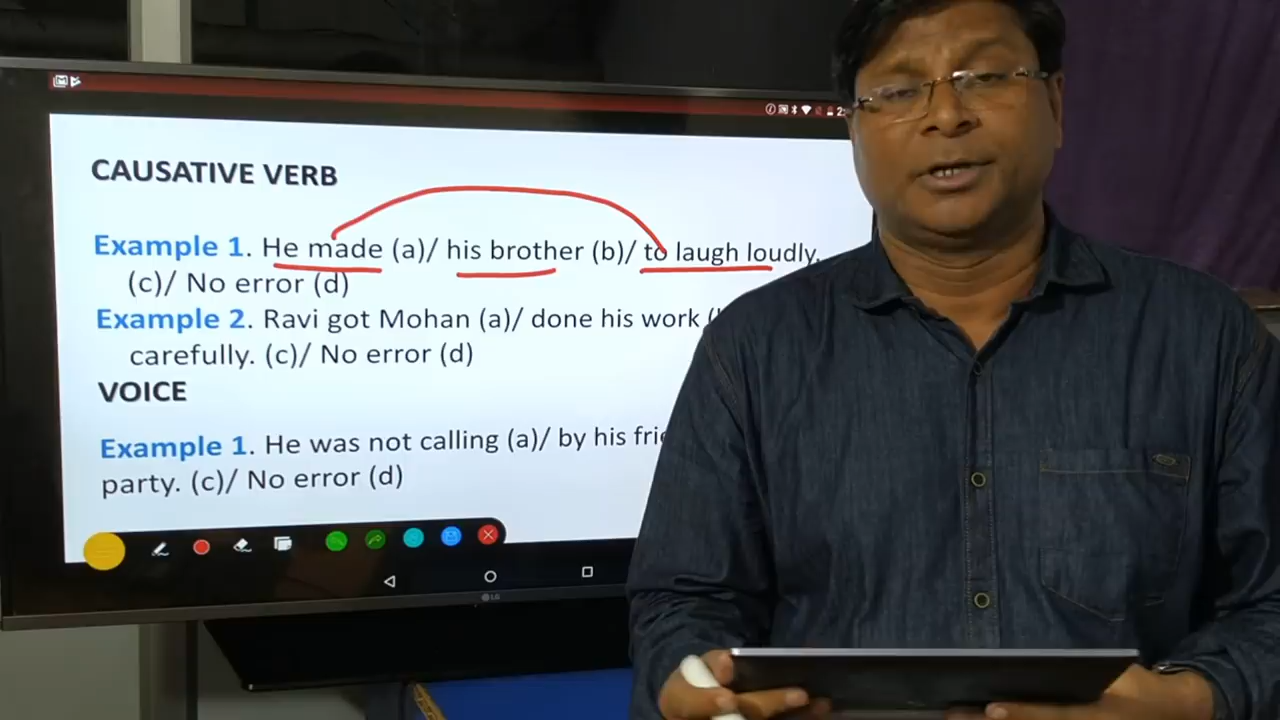 CAUSATIVE VERB
Example 1. He made (a)/ his brother (b)/ to laugh loudly.
(c)/ No error (d)
Example 2. Ravi got Mohan (a)/ done his work
carefully. (c)/ No error (d)
VOICE
Example 1. He was not calling (a)/ by his
party. (c)/ No error (d)
LG